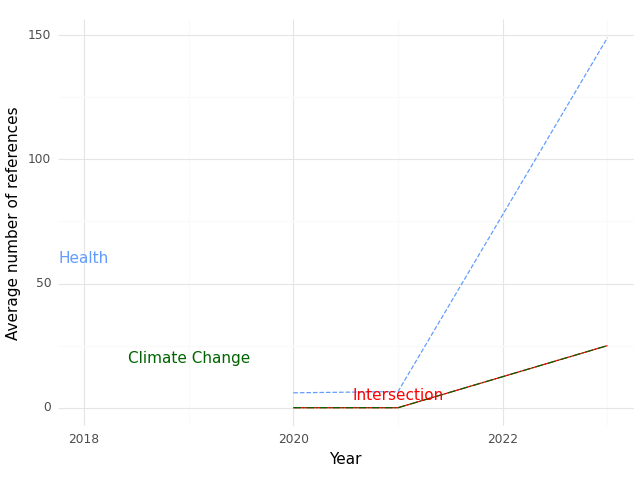 Average number of references
150
100
50
0
Health
Climate Change
Intersection
2018
2020
2022
Year